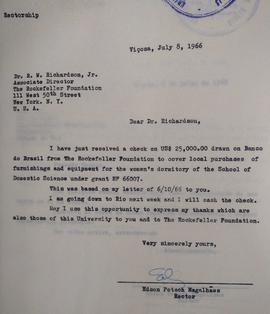 Rectorship
Viçosa, July 8, 1966
Dr. R. W. Richardson, Jr.
Associate Director
The Rockefeller Foundation
111 West 50th Street
New York. N. Y.
U. S. A.
Dear Dr. Richardson,
I have just received a check on US$ 25,000.00 drawn on Banco
do Brasil from The Rockefeller Foundation to cover local purchases of
furnishings and equipment for the women's dormitory of the School of
Domestic Science under grant RF 66007.
This was based on my letter of 6/10/66 to you.
I am going down to Rio next week and I will cash the check.
May I use this opportunity to express my thanks which are
also those of this University to you and to The Rockefeller Foundation.
Very sincerely yours,
Edson Potsch Magalhaes
Rector